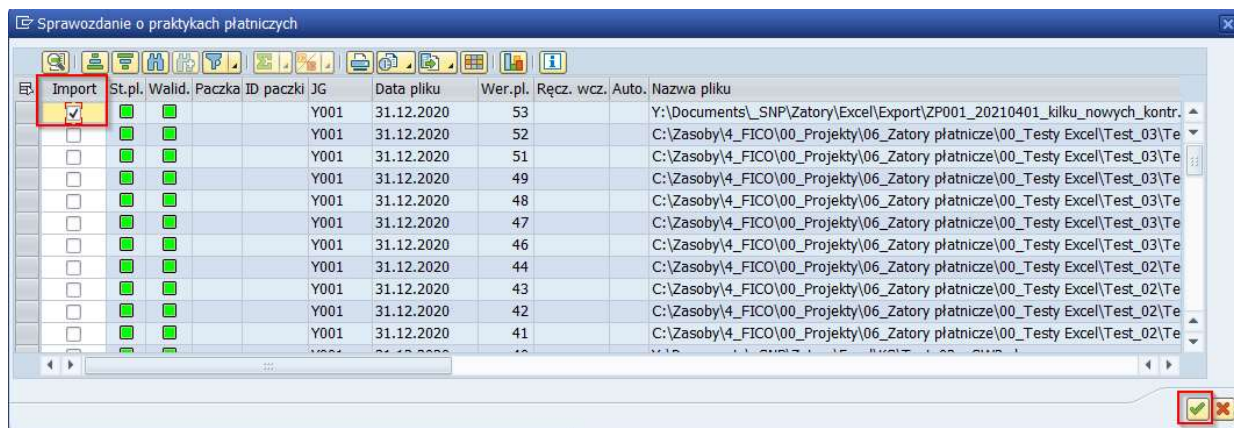 Sprawozdanie o praktykach płatniczych
Import St.pl. Walid. Paczka ID paczki JG Data pliku Wer.pl. Ręcz. wcz. Auto. Nazwa pliku
Y001 31.12.2020 53 Y:\Documents\_SNP\Zatory\Excel\Export\ZP001_20210401_kilku_nowych_kontr.
Y001 31.12.2020 52 C:\Zasoby\4_FICO\00_Projekty\06_Zatory płatnicze\00_Testy Excel\Test_03\Te
Y001 31.12.2020 51 C:\Zasoby\4_FICO\00_Projekty\06_Zatory płatnicze\00_Testy Excel\Test_03\Te
Y001 31.12.2020 49 C:\Zasoby\4_FICO\00_Projekty\06_Zatory płatnicze\00_Testy Excel\Test_03\Te
Y001 31.12.2020 48 C:\Zasoby\4_FICO\00_Projekty\06_Zatory płatnicze\00_Testy Excel\Test_03\Te
Y001 31.12.2020 47 C:\Zasoby\4_FICO\00_Projekty\06_Zatory płatnicze\00_Testy Excel\Test_03\Te
Y001 31.12.2020 46 C:\Zasoby\4_FICO\00_Projekty\06_Zatory płatnicze\00_Testy Excel\Test_03\Te
Y001 31.12.2020 44 C:\Zasoby\4_FICO\00_Projekty\06_Zatory płatnicze\00_Testy Excel\Test_02\Te
Y001 31.12.2020 43 C:\Zasoby\4_FICO\00_Projekty\06_Zatory płatnicze\00_Testy Excel\Test_02\Te
Y001 31.12.2020 42 C:\Zasoby\4_FICO\00_Projekty\06_Zatory płatnicze\00_Testy Excel\Test_02\Te
Y001 31.12.2020 41 C:\Zasoby\4_FICO\00_Projekty\06_Zatory płatnicze\00_Testy Excel\Test_02\Te